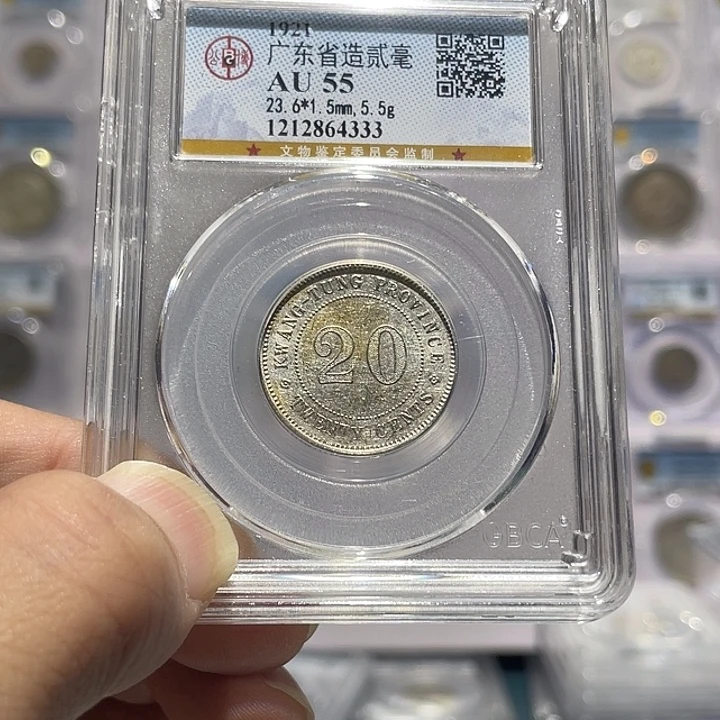 1921
广东省造贰毫
AU 55
23.6*1.5mm,5.5g
1212864333
★ 文物鉴定委员会监制 ★
KWANG-TUNG PROVINCE
20
TWENTY CENTS
GBCA